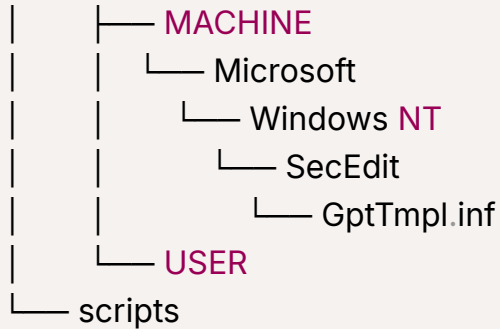 │ ├── MACHINE
│ │ └── Microsoft
│ │ └── Windows NT
│ │ └── SecEdit
│ │ └── GptTmpl.inf
│ └── USER
└── scripts